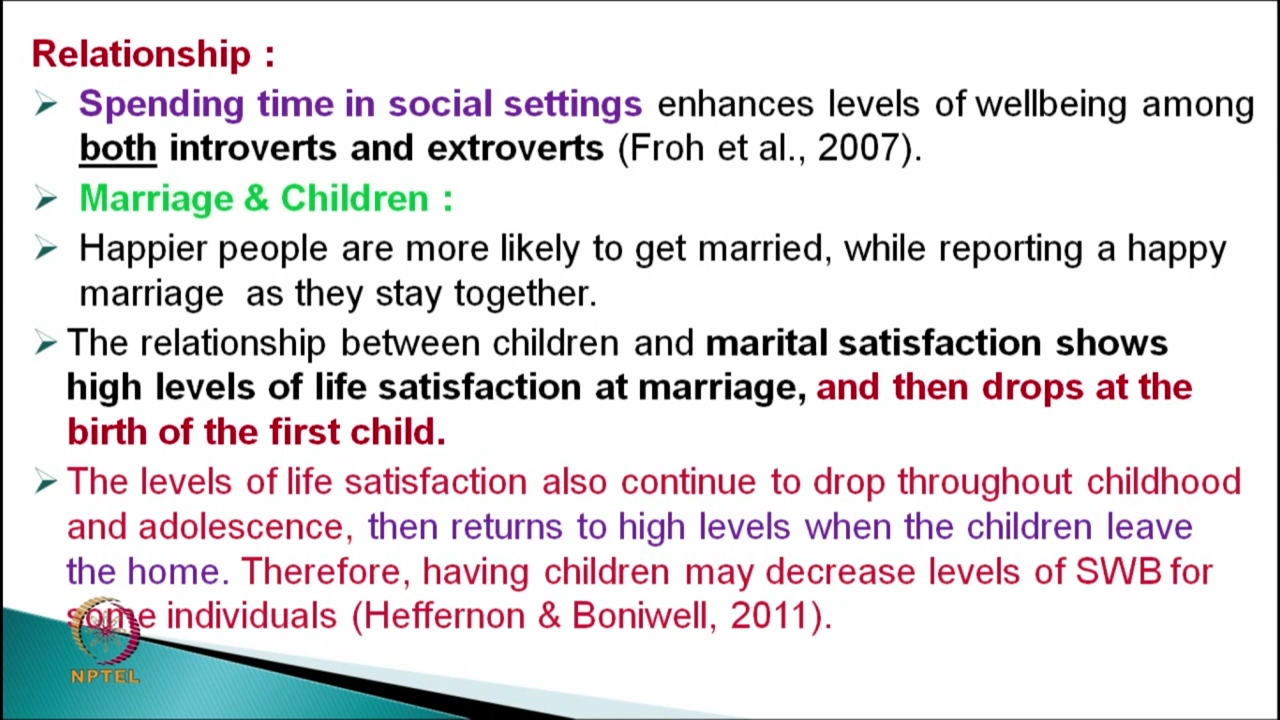 Relationship :
Spending time in social settings enhances levels of wellbeing among
both introverts and extroverts (Froh et al., 2007).
Marriage & Children :
Happier people are more likely to get married, while reporting a happy
marriage as they stay together.
The relationship between children and marital satisfaction shows
high levels of life satisfaction at marriage, and then drops at the
birth of the first child.
The levels of life satisfaction also continue to drop throughout childhood
and adolescence, then returns to high levels when the children leave
the home. Therefore, having children may decrease levels of SWB for
some individuals (Heffernon & Boniwell, 2011).
NPTEL